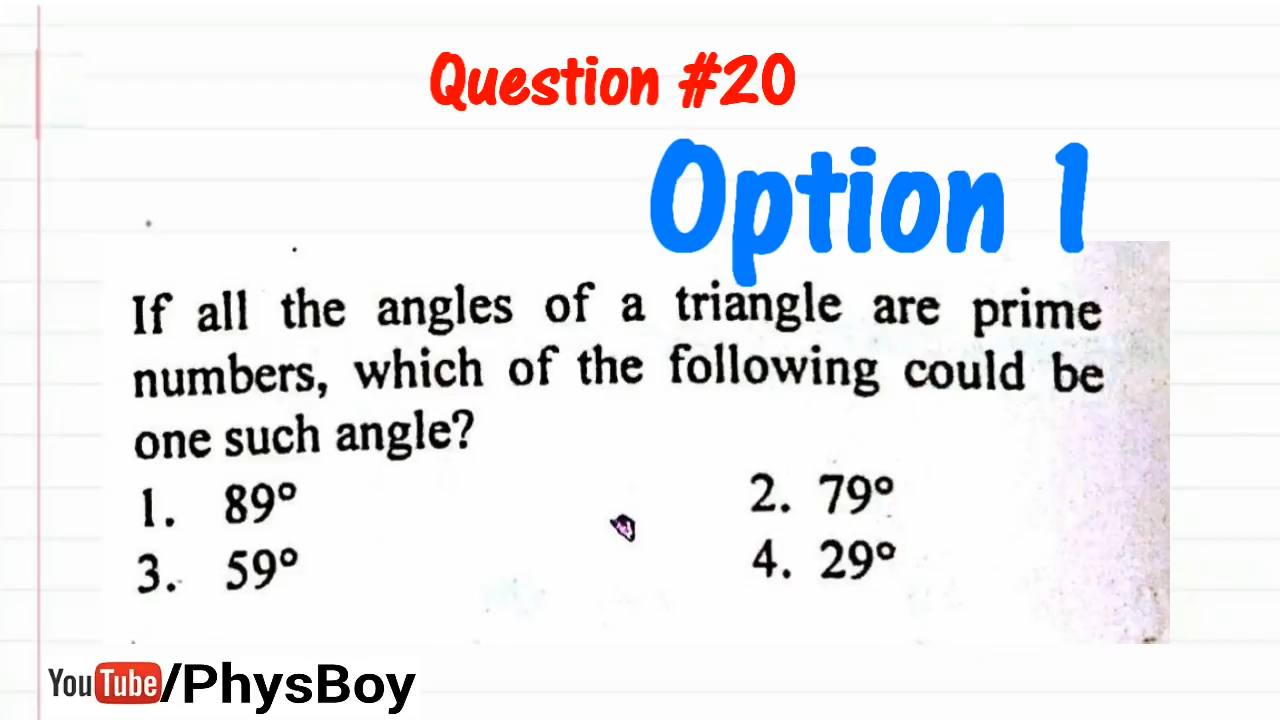 Question #20
Option 1
If all the angles of a triangle are prime
numbers, which of the following could be
one such angle?
1. 89° 2. 79°
3. 59° 4. 29°
YouTube/PhysBoy